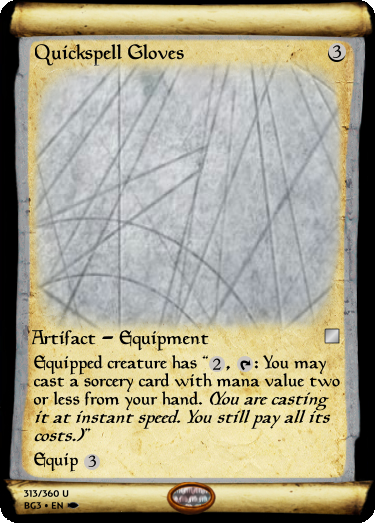 Quickspell Gloves 3
Artifact – Equipment
Equipped creature has "2, T: You may
cast a sorcery card with mana value two
or less from your hand. (You are casting
it at instant speed. You still pay all its
costs.)"
Equip 3
313/360 U
BG3 • EN